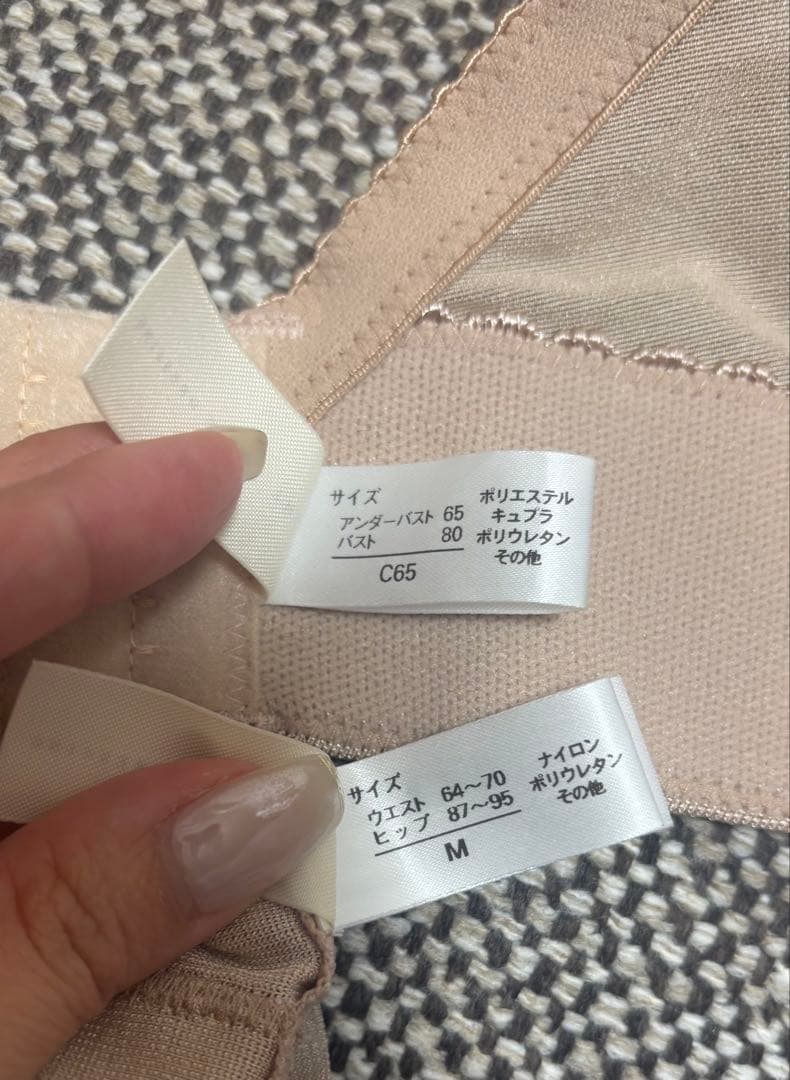 サイズ
アンダーバスト 65
バスト 80
C65
ポリエステル
キュプラ
ポリウレタン
その他
サイズ
ウエスト 64〜70
ヒップ 87〜95
M
ナイロン
ポリウレタン
その他